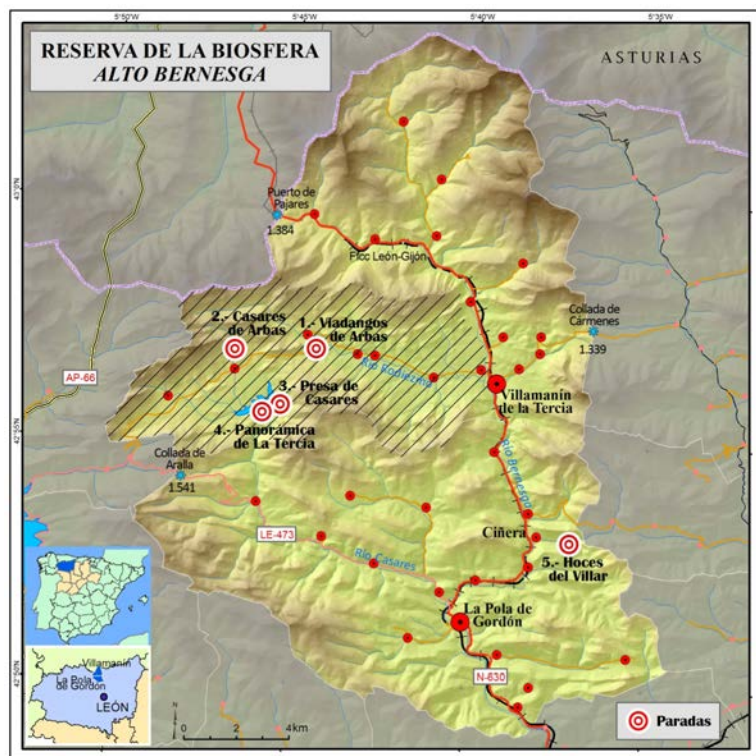 5°50'O
5°45'O
5°40'O
5°35'O
RESERVA DE LA BIOSFERA
ALTO BERNESGA
ASTURIAS
43°0'N
Puerto de
Pajares
1.384
Ffcc León-Gijón
2.- Casares
de Arbas
1.- Viadangos
de Arbas
Collada de
Cármenes
1.339
AP-66
Río Rodiezmo
3.- Presa de
Casares
Villamanín
de la Tercia
4.- Panorámica
de La Tercia
42°55'N
Collada de
Aralla
1.541
Río Bernesga
LE-473
Ciñera
Río Casares
5.- Hoces
del Villar
La Pola de
Gordón
Villamanín
La Pola
de Gordón
LEÓN
42°50'N
N-630
N
0
2
4km
Paradas